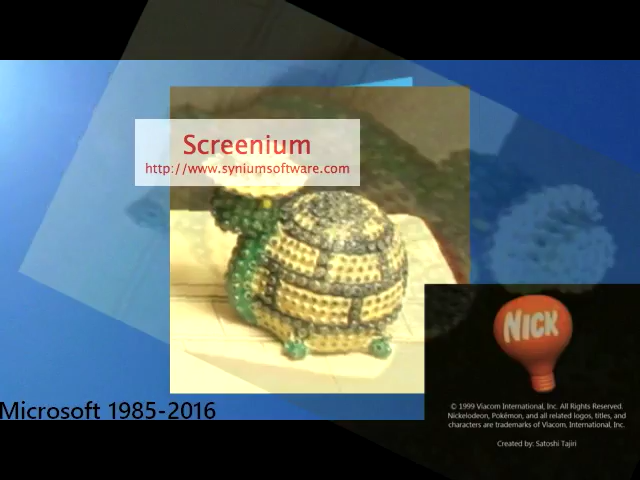 Screenium
http://www.syniumsoftware.com
NICK
Microsoft 1985-2016
© 1999 Viacom International, Inc. All Rights Reserved.
Nickelodeon, Pokémon, and all related logos, titles, and
characters are trademarks of Viacom. International, Inc.
Created by: Satoshi Tajiri